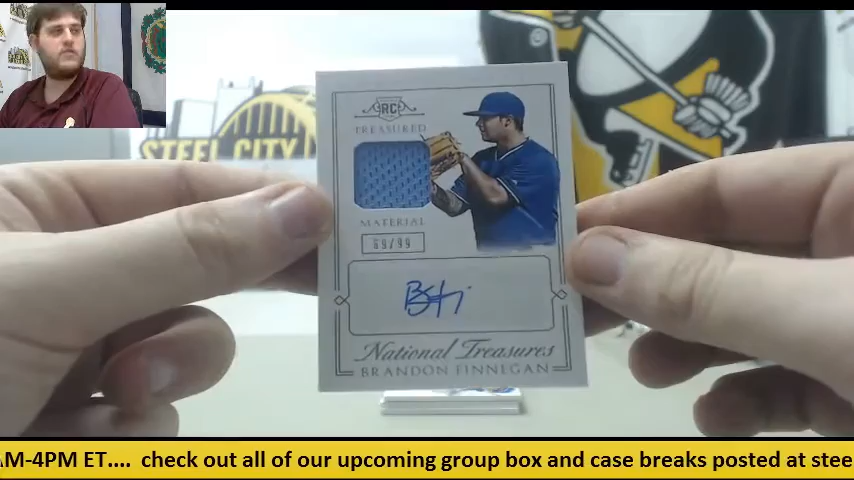 STEEL CITY
RC
TREASURED
MATERIAL
69/99
National Treasures
BRANDON FINNEGAN
M-4PM ET.... check out all of our upcoming group box and case breaks posted at stee